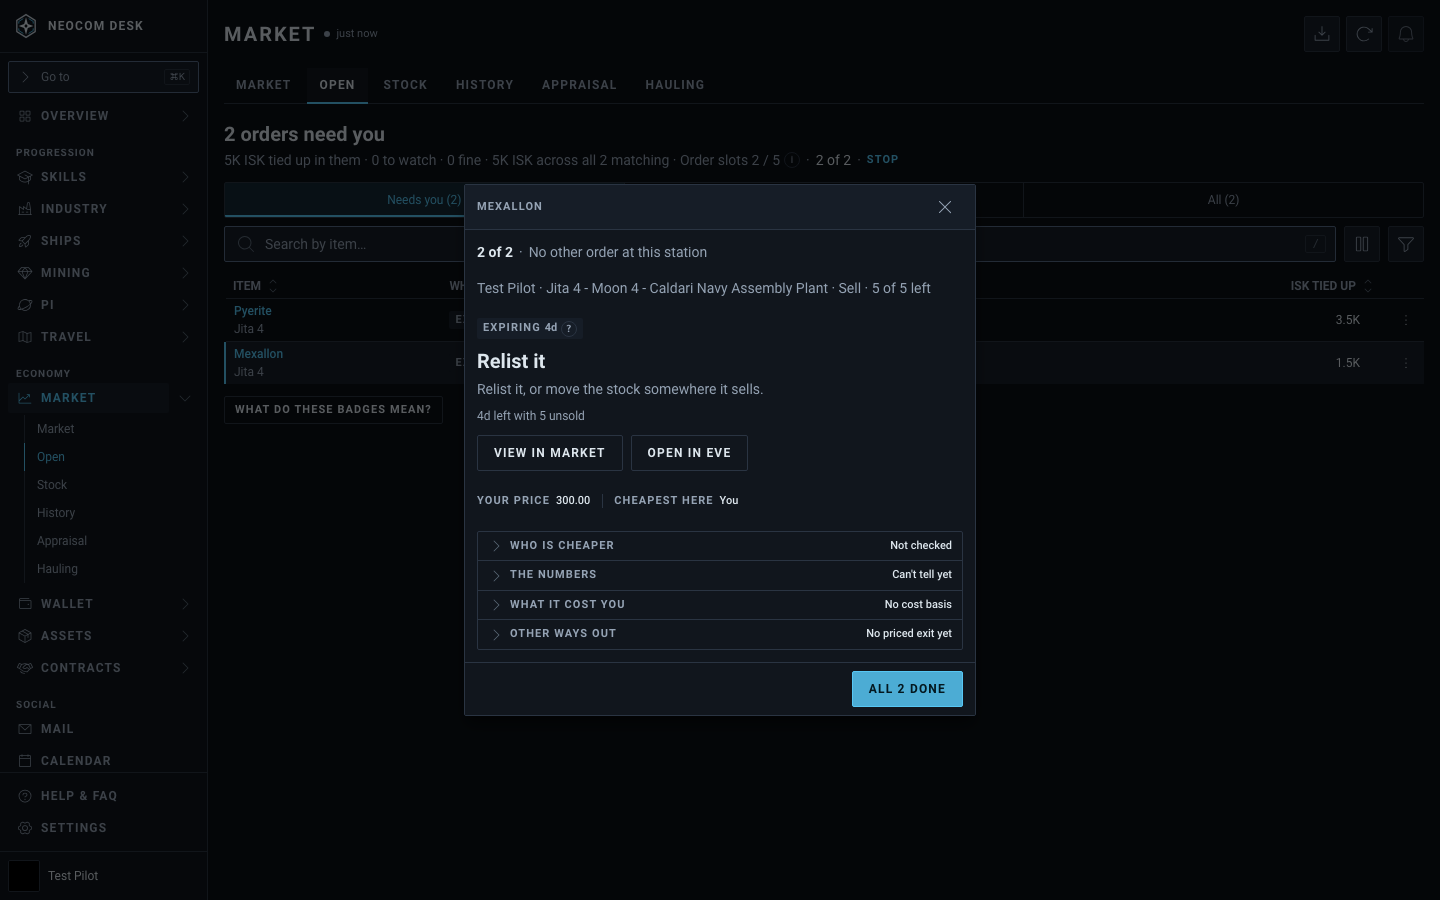 NEOCOM DESK
Go to
⌘K
OVERVIEW
PROGRESSION
SKILLS
INDUSTRY
SHIPS
MINING
PI
TRAVEL
ECONOMY
MARKET
Market
Open
Stock
History
Appraisal
Hauling
WALLET
ASSETS
CONTRACTS
SOCIAL
MAIL
CALENDAR
HELP & FAQ
SETTINGS
Test Pilot
MARKET
just now
MARKET OPEN STOCK HISTORY APPRAISAL HAULING
2 orders need you
5K ISK tied up in them · 0 to watch · 0 fine · 5K ISK across all 2 matching · Order slots 2 / 5 · 2 of 2 · STOP
Needs you (2)
All (2)
Search by item...
/
ITEM
ISK TIED UP
Pyerite
Jita 4
3.5K
Mexallon
Jita 4
1.5K
WHAT DO THESE BADGES MEAN?
MEXALLON
2 of 2 · No other order at this station
Test Pilot · Jita 4 - Moon 4 - Caldari Navy Assembly Plant · Sell · 5 of 5 left
EXPIRING 4d ?
Relist it
Relist it, or move the stock somewhere it sells.
4d left with 5 unsold
VIEW IN MARKET OPEN IN EVE
YOUR PRICE 300.00 CHEAPEST HERE You
WHO IS CHEAPER Not checked
THE NUMBERS Can't tell yet
WHAT IT COST YOU No cost basis
OTHER WAYS OUT No priced exit yet
ALL 2 DONE